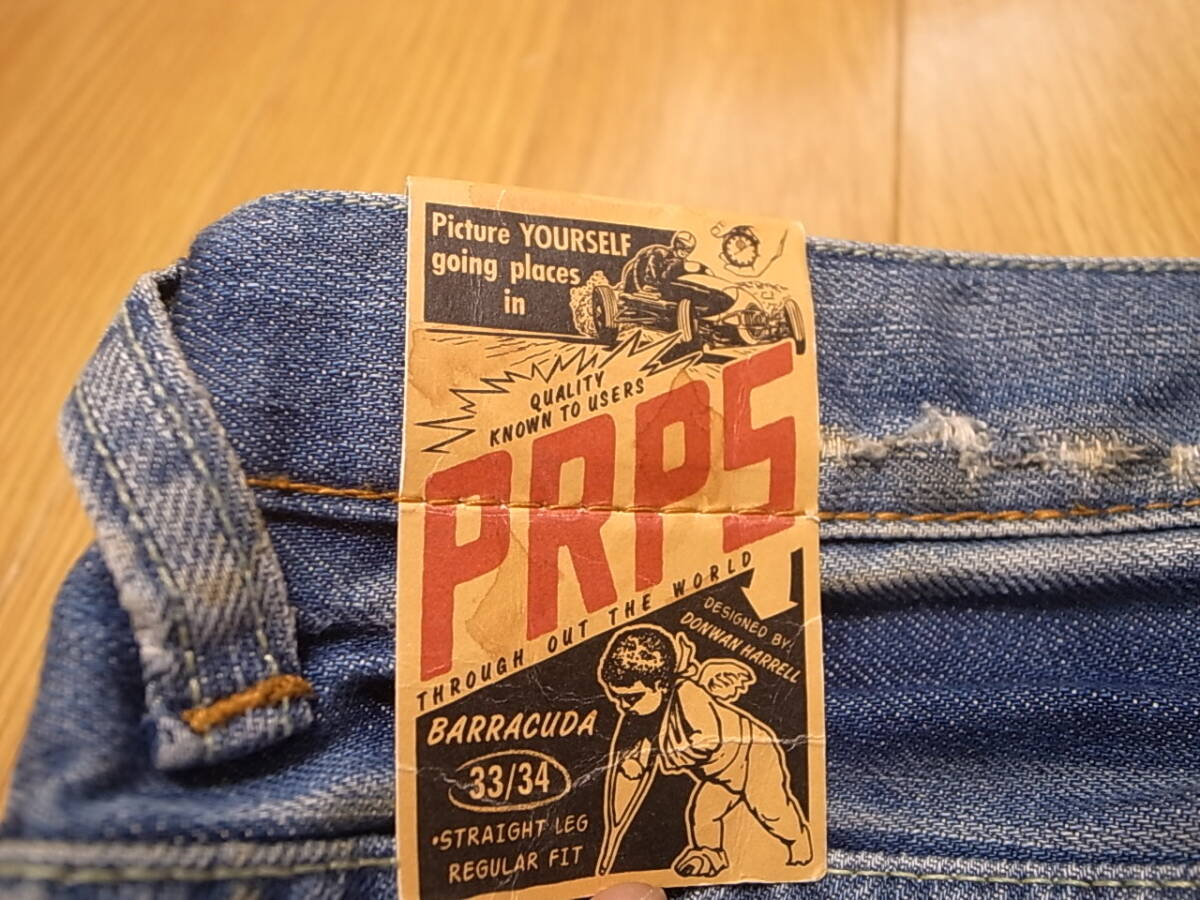 Picture YOURSELF
going places
in
QUALITY
KNOWN TO USERS
PRPS
THROUGH OUT THE WORLD
DESIGNED BY:
DONWAN HARRELL
BARRACUDA
33/34
•STRAIGHT LEG
REGULAR FIT